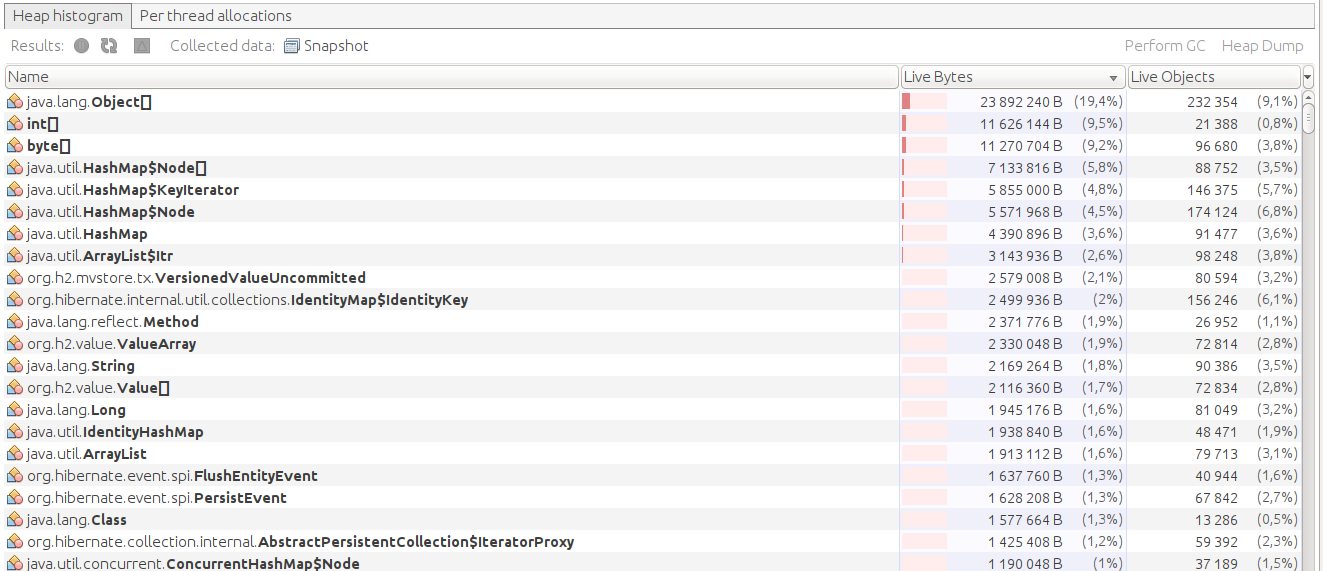 Heap histogram Per thread allocations
Results: Collected data: Snapshot Perform GC Heap Dump
Name Live Bytes Live Objects
java.lang.Object[] 23 892 240 B (19,4%) 232 354 (9,1%)
int[] 11 626 144 B (9,5%) 21 388 (0,8%)
byte[] 11 270 704 B (9,2%) 96 680 (3,8%)
java.util.HashMap$Node[] 7 133 816 B (5,8%) 88 752 (3,5%)
java.util.HashMap$KeyIterator 5 855 000 B (4,8%) 146 375 (5,7%)
java.util.HashMap$Node 5 571 968 B (4,5%) 174 124 (6,8%)
java.util.HashMap 4 390 896 B (3,6%) 91 477 (3,6%)
java.util.ArrayList$Itr 3 143 936 B (2,6%) 98 248 (3,8%)
org.h2.mvstore.tx.VersionedValueUncommitted 2 579 008 B (2,1%) 80 594 (3,2%)
org.hibernate.internal.util.collections.IdentityMap$IdentityKey 2 499 936 B (2%) 156 246 (6,1%)
java.lang.reflect.Method 2 371 776 B (1,9%) 26 952 (1,1%)
org.h2.value.ValueArray 2 330 048 B (1,9%) 72 814 (2,8%)
java.lang.String 2 169 264 B (1,8%) 90 386 (3,5%)
org.h2.value.Value[] 2 116 360 B (1,7%) 72 834 (2,8%)
java.lang.Long 1 945 176 B (1,6%) 81 049 (3,2%)
java.util.IdentityHashMap 1 938 840 B (1,6%) 48 471 (1,9%)
java.util.ArrayList 1 913 112 B (1,6%) 79 713 (3,1%)
org.hibernate.event.spi.FlushEntityEvent 1 637 760 B (1,3%) 40 944 (1,6%)
org.hibernate.event.spi.PersistEvent 1 628 208 B (1,3%) 67 842 (2,7%)
java.lang.Class 1 577 664 B (1,3%) 13 286 (0,5%)
org.hibernate.collection.internal.AbstractPersistentCollection$IteratorProxy 1 425 408 B (1,2%) 59 392 (2,3%)
java.util.concurrent.ConcurrentHashMap$Node 1 190 048 B (1%) 37 189 (1,5%)